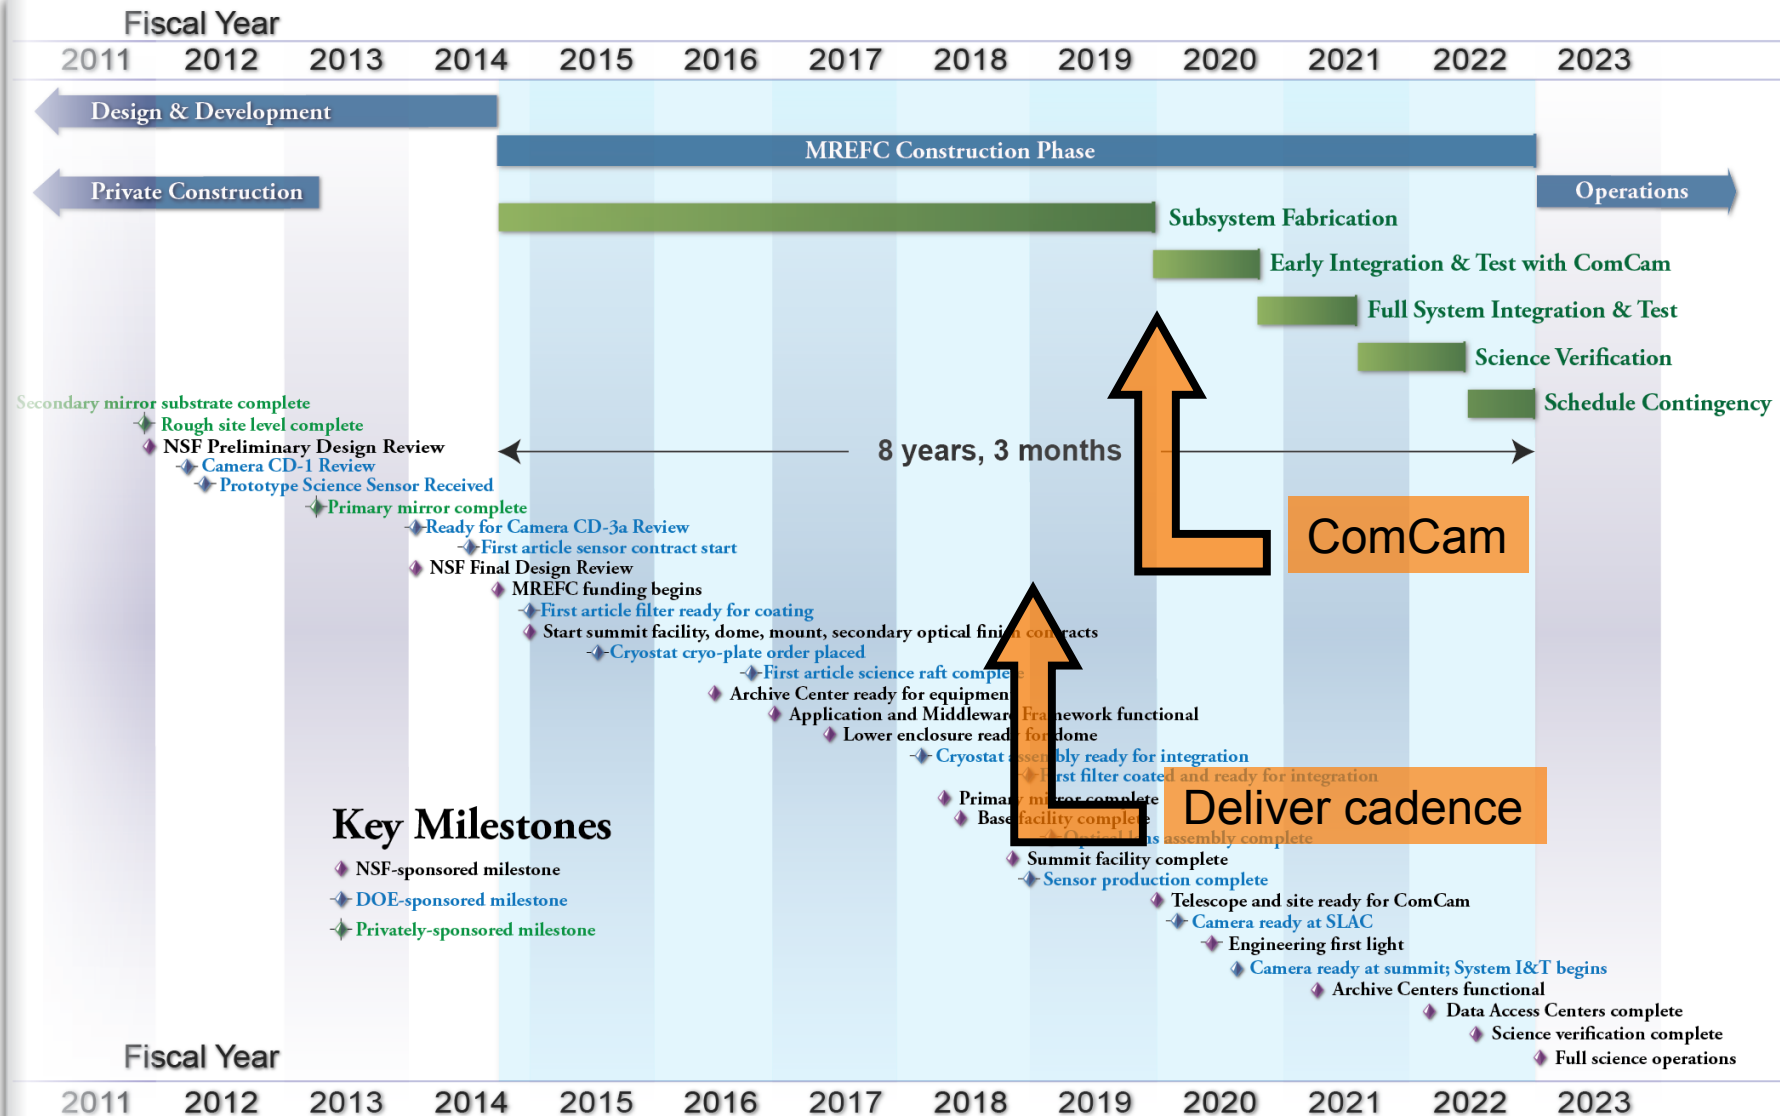 Fiscal Year
2011 2012 2013 2014 2015 2016 2017 2018 2019 2020 2021 2022 2023
Design & Development
MREFC Construction Phase
Private Construction
Operations
Subsystem Fabrication
Early Integration & Test with ComCam
Full System Integration & Test
Science Verification
Schedule Contingency
Secondary mirror substrate complete
Rough site level complete
NSF Preliminary Design Review
8 years, 3 months
Camera CD-1 Review
Prototype Science Sensor Received
Primary mirror complete
Ready for Camera CD-3a Review
ComCam
First article sensor contract start
NSF Final Design Review
MREFC funding begins
First article filter ready for coating
Start summit facility, dome, mount, secondary optical finish contracts
Cryostat cryo-plate order placed
First article science raft complete
Archive Center ready for equipment
Application and Middleware Framework functional
Lower enclosure ready for dome
Cryostat assembly ready for integration
First filter coated and ready for integration
Primary mirror complete
Deliver cadence
Base facility complete
Optical lens assembly complete
Key Milestones
NSF-sponsored milestone
DOE-sponsored milestone
Privately-sponsored milestone
Summit facility complete
Sensor production complete
Telescope and site ready for ComCam
Camera ready at SLAC
Engineering first light
Camera ready at summit; System I&T begins
Archive Centers functional
Data Access Centers complete
Science verification complete
Full science operations
Fiscal Year
2011 2012 2013 2014 2015 2016 2017 2018 2019 2020 2021 2022 2023